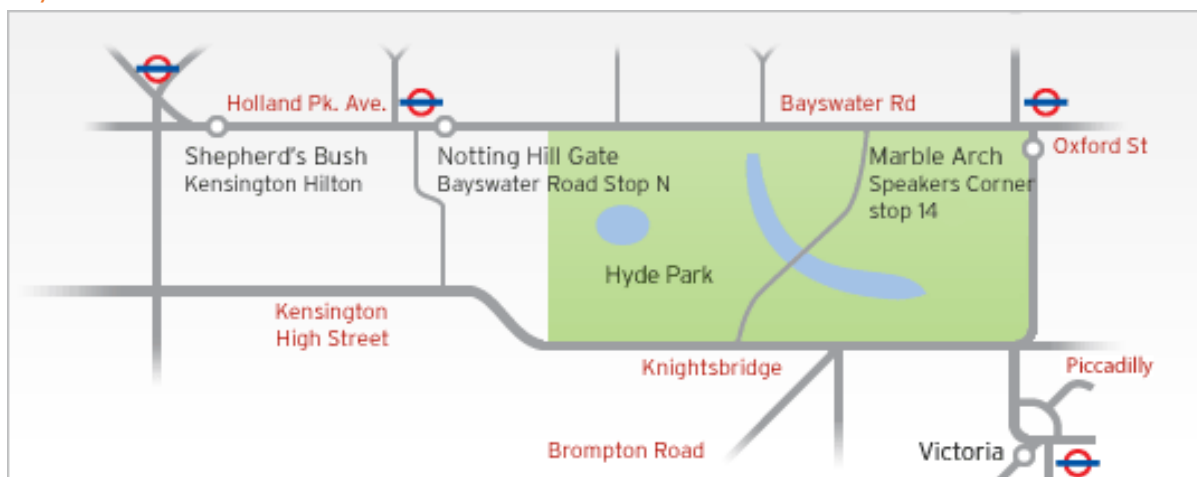 Holland Pk. Ave.
Bayswater Rd
Oxford St
Shepherd's Bush
Kensington Hilton
Notting Hill Gate
Bayswater Road Stop N
Marble Arch
Speakers Corner
stop 14
Hyde Park
Kensington
High Street
Knightsbridge
Piccadilly
Brompton Road
Victoria